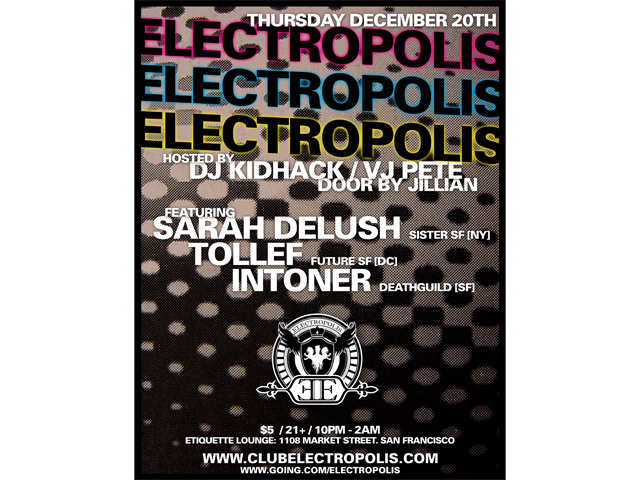 THURSDAY DECEMBER 20TH
ELECTROPOLIS
ELECTROPOLIS
ELECTROPOLIS
HOSTED BY
DJ KIDHACK / VJ PETE
DOOR BY JILLIAN
FEATURING
SARAH DELUSH SISTER SF [NY]
TOLLEF FUTURE SF [DC]
INTONER DEATHGUILD [SF]
ELECTROPOLIS
EE
$5 / 21+ / 10PM - 2AM
ETIQUETTE LOUNGE: 1108 MARKET STREET. SAN FRANCISCO
WWW.CLUBELECTROPOLIS.COM
WWW.GOING.COM/ELECTROPOLIS